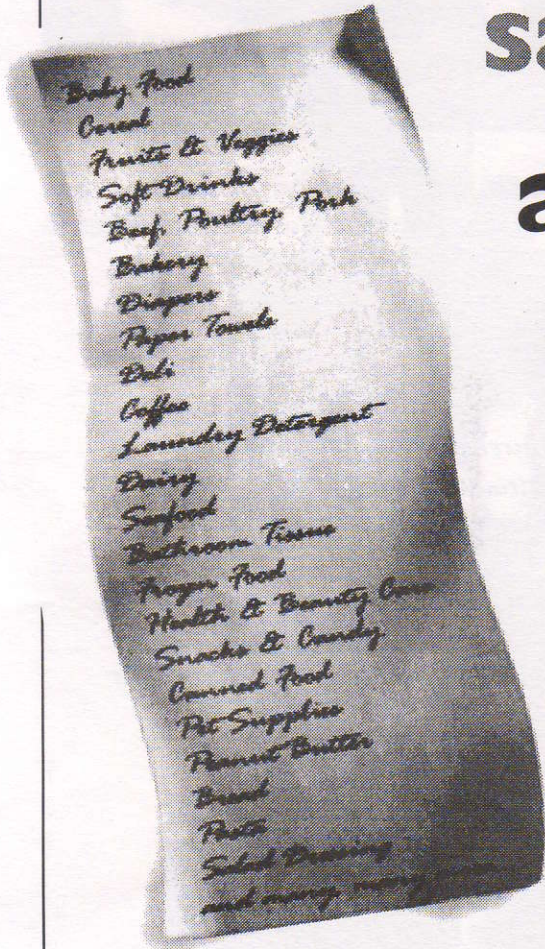 sa
a
Baby Food
Cereal
Fruits & Veggies
Soft Drinks
Beef, Poultry, Pork
Bakery
Diapers
Paper Towels
Deli
Coffee
Laundry Detergent
Dairy
Seafood
Bathroom Tissue
Frozen Food
Health & Beauty Care
Snacks & Candy
Canned Food
Pet Supplies
Peanut Butter
Bread
Pasta
Salad Dressing
and many, many more